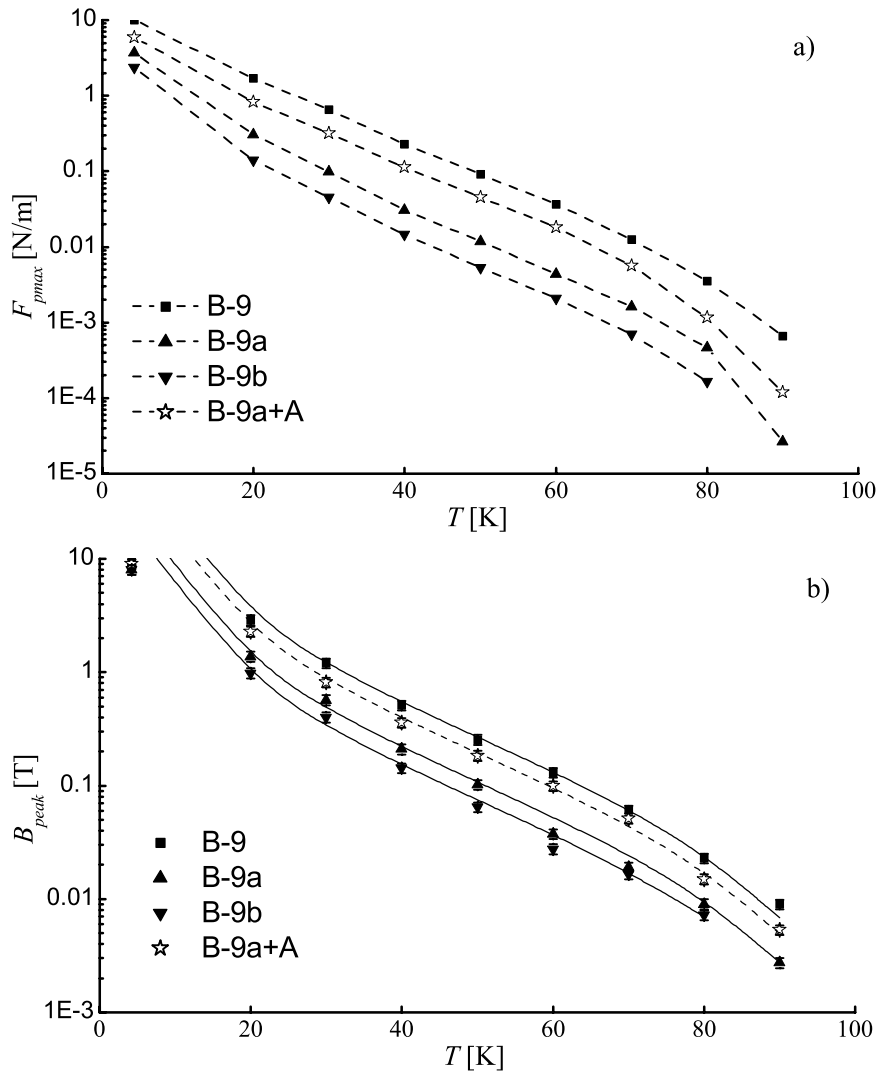 a)
10
1
0.1
0.01
1E-3
1E-4
1E-5
F_pmax [N/m]
B-9
B-9a
B-9b
B-9a+A
0 20 40 60 80 100
T [K]
b)
10
1
0.1
0.01
1E-3
B_peak [T]
B-9
B-9a
B-9b
B-9a+A
0 20 40 60 80 100
T [K]